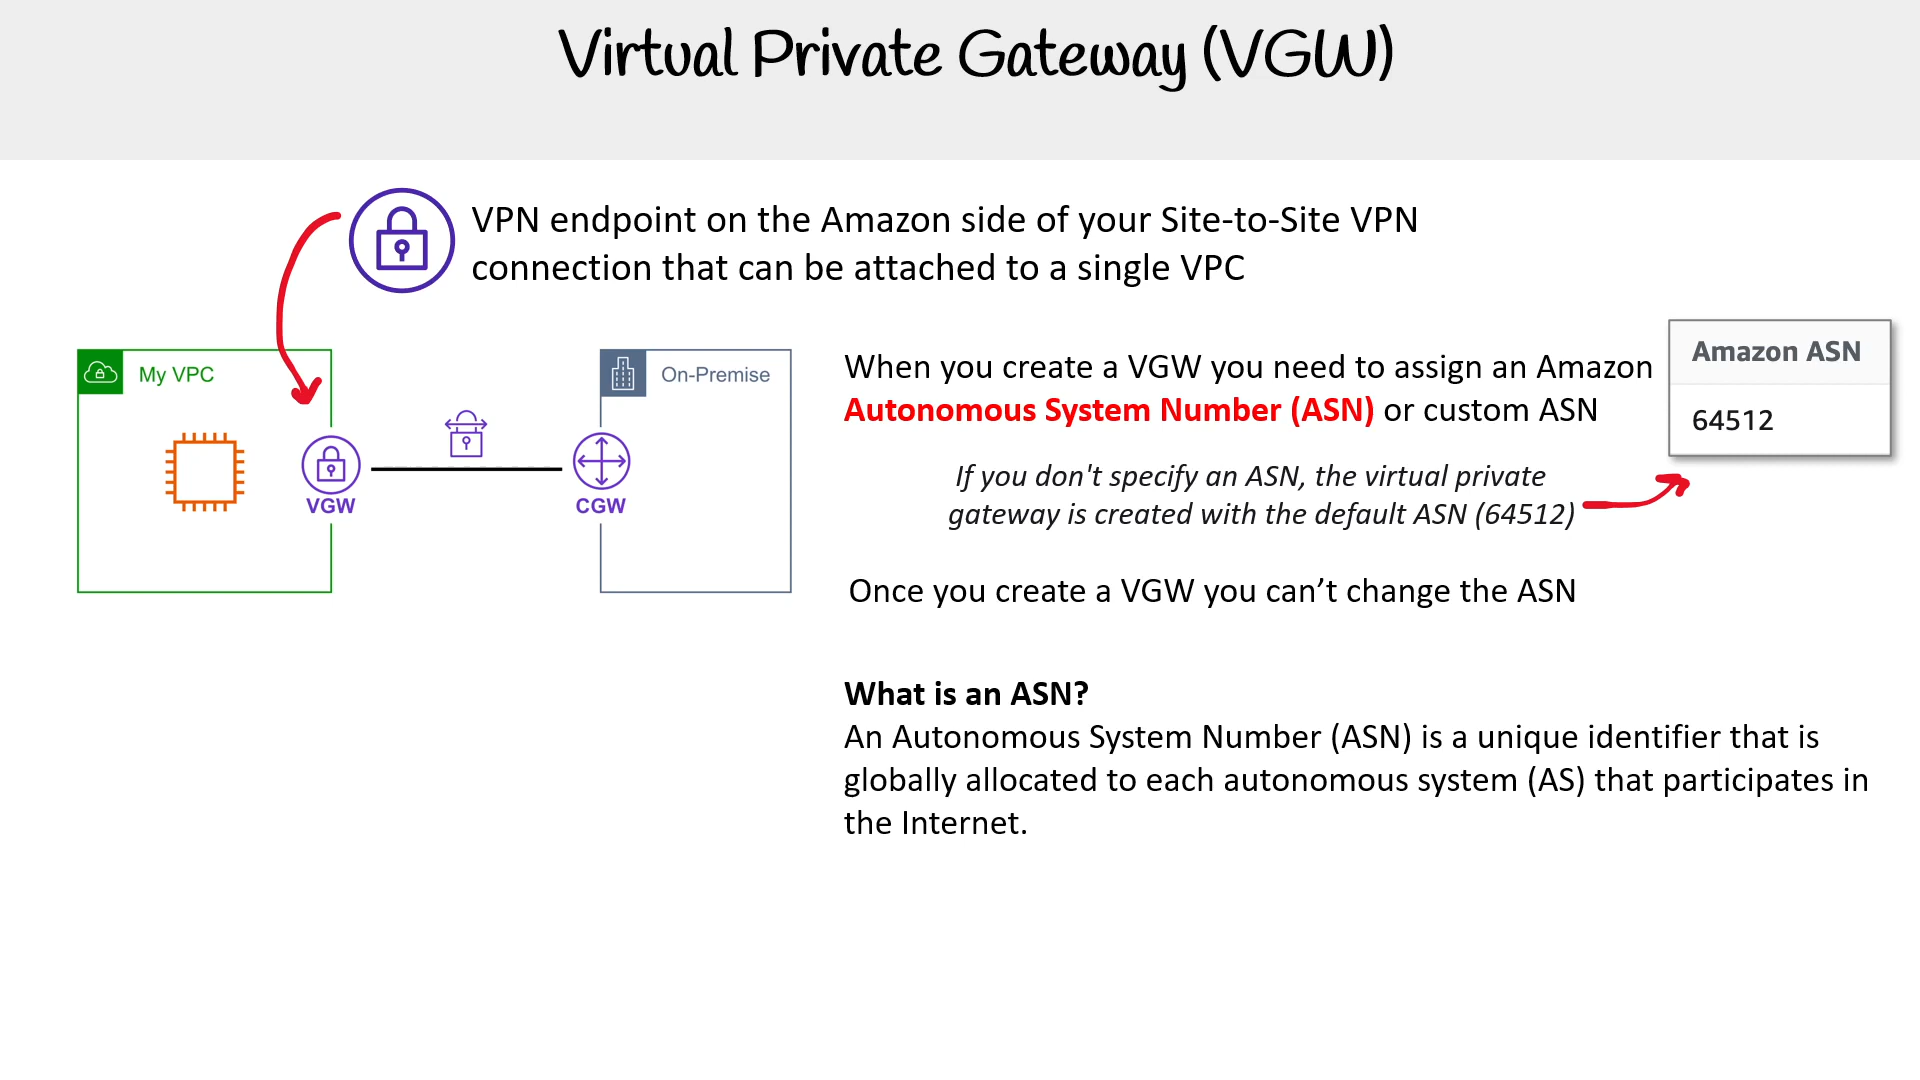 Virtual Private Gateway (VGW)
VPN endpoint on the Amazon side of your Site-to-Site VPN
connection that can be attached to a single VPC
My VPC
VGW
On-Premise
CGW
When you create a VGW you need to assign an Amazon
Autonomous System Number (ASN) or custom ASN
Amazon ASN
64512
If you don't specify an ASN, the virtual private
gateway is created with the default ASN (64512)
Once you create a VGW you can’t change the ASN
What is an ASN?
An Autonomous System Number (ASN) is a unique identifier that is
globally allocated to each autonomous system (AS) that participates in
the Internet.